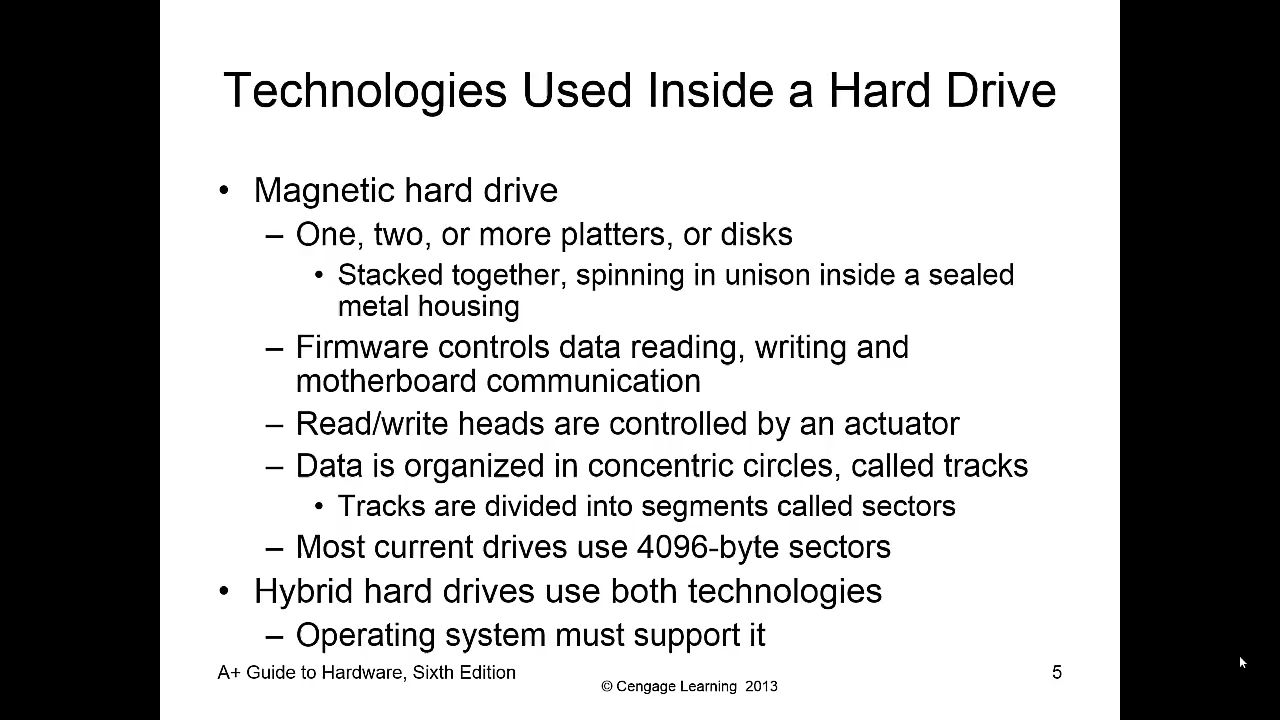 Technologies Used Inside a Hard Drive
• Magnetic hard drive
– One, two, or more platters, or disks
• Stacked together, spinning in unison inside a sealed
metal housing
– Firmware controls data reading, writing and
motherboard communication
– Read/write heads are controlled by an actuator
– Data is organized in concentric circles, called tracks
• Tracks are divided into segments called sectors
– Most current drives use 4096-byte sectors
• Hybrid hard drives use both technologies
– Operating system must support it
A+ Guide to Hardware, Sixth Edition
© Cengage Learning 2013
5